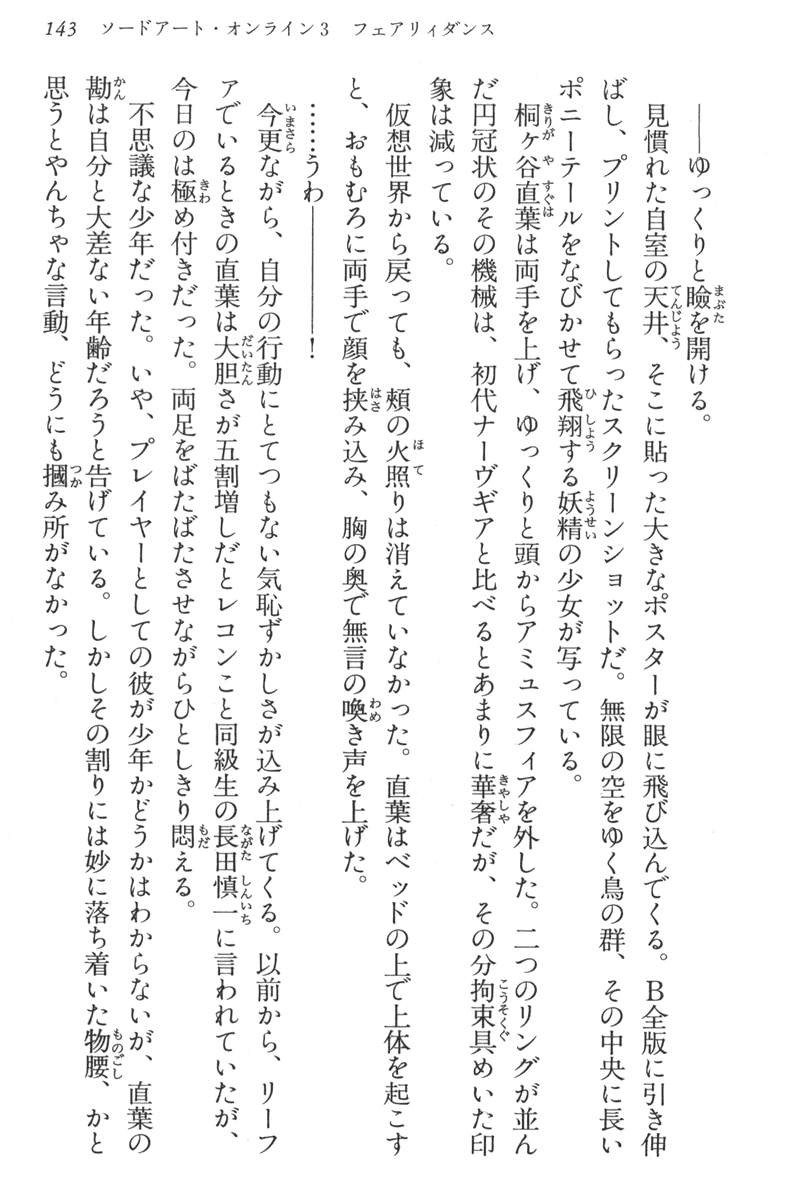 143 ソードアート・オンライン3 フェアリィダンス
――ゆっくりと瞼を開ける。
見慣れた自室の天井、そこに貼った大きなポスターが眼に飛び込んでくる。B全版に引き伸
ばし、プリントしてもらったスクリーンショットだ。無限の空をゆく鳥の群、その中央に長い
ポニーテールをなびかせて飛翔する妖精の少女が写っている。
桐ヶ谷直葉は両手を上げ、ゆっくりと頭からアミュスフィアを外した。二つのリングが並ん
だ円冠状のその機械は、初代ナーヴギアと比べるとあまりに華奢だが、その分拘束具めいた印
象は減っている。
仮想世界から戻っても、頬の火照りは消えていなかった。直葉はベッドの上で上体を起こす
と、おもむろに両手で顔を挟み込み、胸の奥で無言の喚き声を上げた。
……うわ――――――！
今更ながら、自分の行動にとてつもない気恥ずかしさが込み上げてくる。以前から、リーフ
ァでいるときの直葉は大胆さが五割増しだとレコンこと同級生の長田慎一に言われていたが、
今日のは極め付きだった。両足をばたばたさせながらひとしきり悶える。
不思議な少年だった。いや、プレイヤーとしての彼が少年かどうかはわからないが、直葉の
勘は自分と大差ない年齢だろうと告げている。しかしその割りには妙に落ち着いた物腰、かと
思うとやんちゃな言動、どうにも摑み所がなかった。